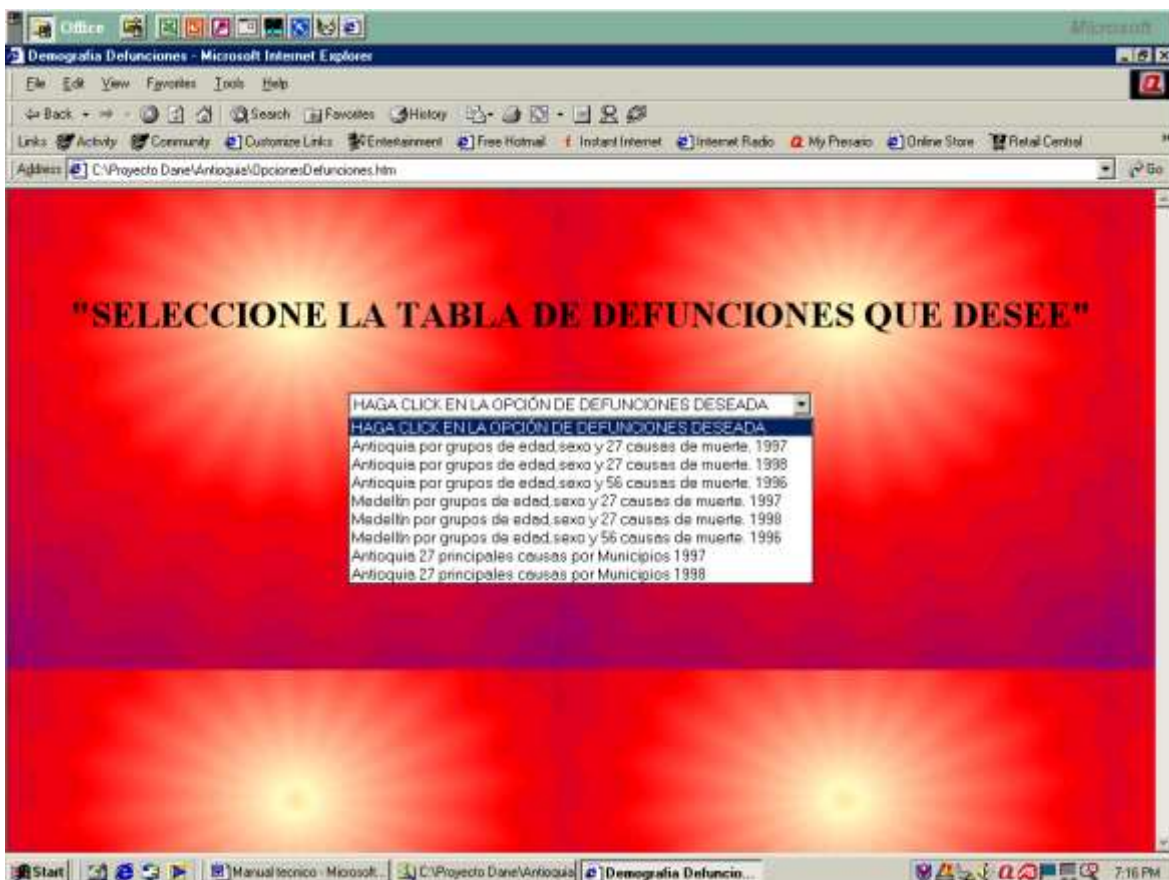 Office
Microsoft
Demografia Defunciones - Microsoft Internet Explorer
File Edit View Favorites Tools Help
Back Search Favorites History
Links Activity Community Customize Links Entertainment Free Hotmail Instant Internet Internet Radio My Presario Online Store Retail Central
Address C:\Proyecto Dane\Antioquia\OpcionesDefunciones.htm Go
"SELECCIONE LA TABLA DE DEFUNCIONES QUE DESEE"
HAGA CLICK EN LA OPCIÓN DE DEFUNCIONES DESEADA
HAGA CLICK EN LA OPCIÓN DE DEFUNCIONES DESEADA
Antioquia por grupos de edad,sexo y 27 causas de muerte. 1997
Antioquia por grupos de edad,sexo y 27 causas de muerte. 1998
Antioquia por grupos de edad,sexo y 56 causas de muerte. 1996
Medellín por grupos de edad,sexo y 27 causas de muerte. 1997
Medellín por grupos de edad,sexo y 27 causas de muerte. 1998
Medellín por grupos de edad,sexo y 56 causas de muerte. 1996
Antioquia 27 principales causas por Municipios 1997
Antioquia 27 principales causas por Municipios 1998
Start Manual tecnico - Microsoft... C:\Proyecto Dane\Antioquia Demografia Defuncio... 7:16 PM